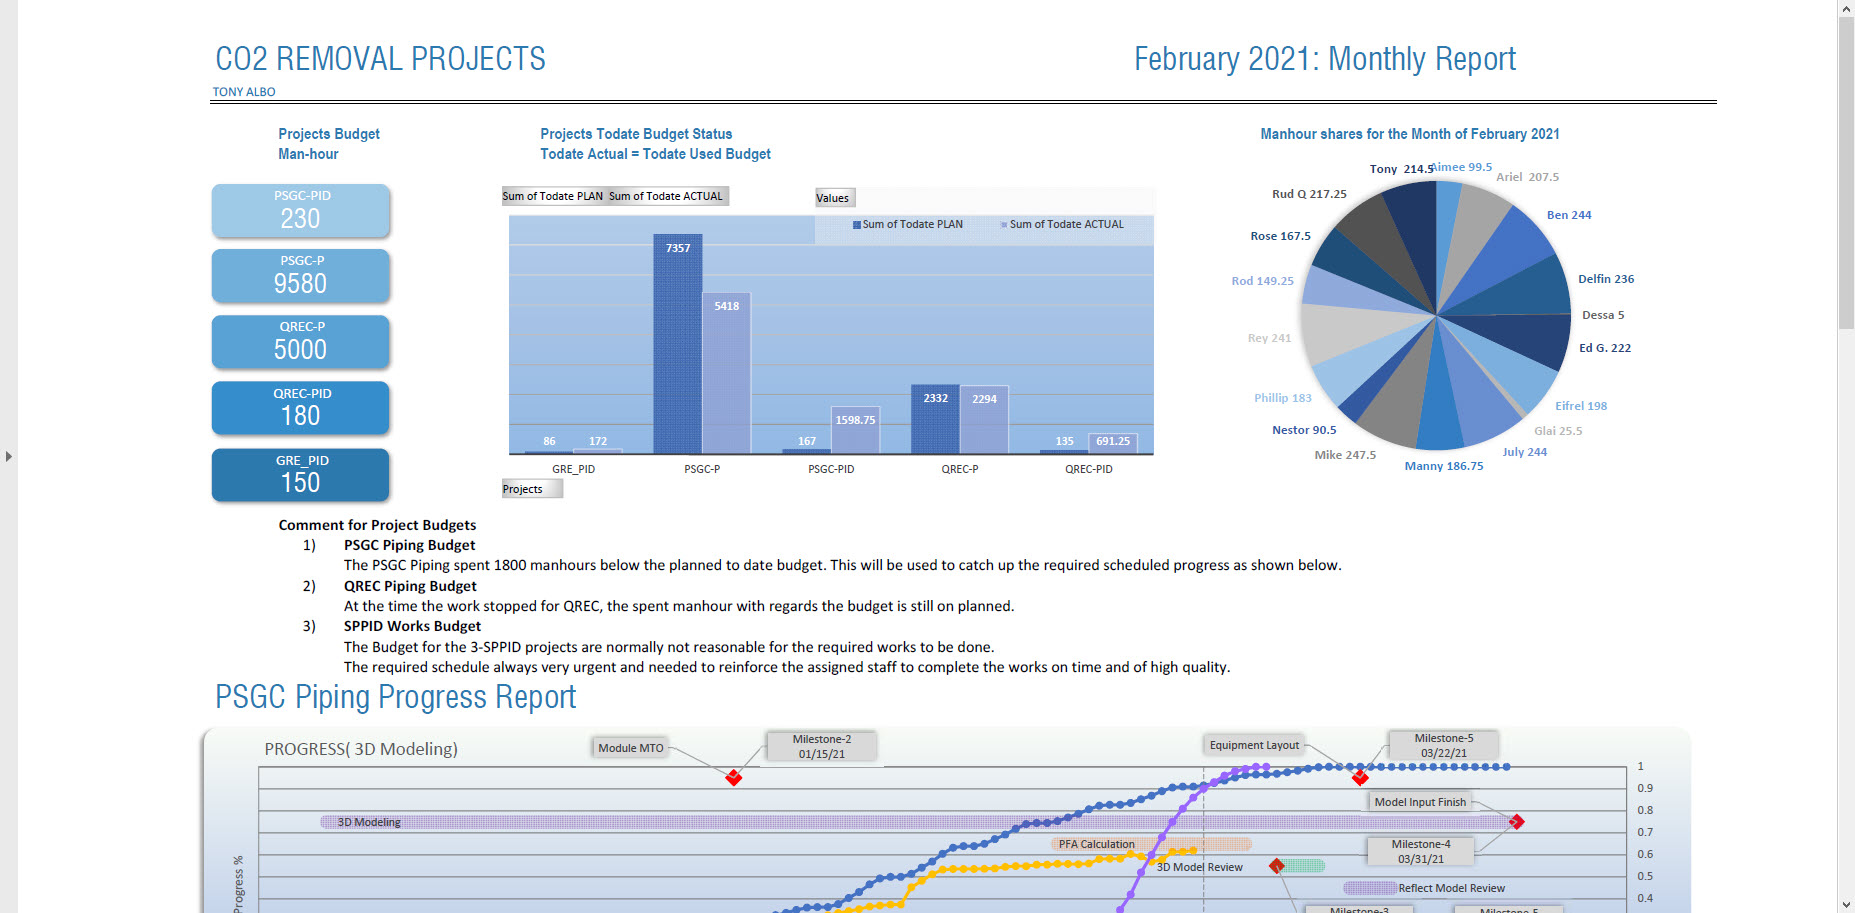 CO2 REMOVAL PROJECTS
February 2021: Monthly Report
TONY ALBO
Projects Budget
Man-hour
PSGC-PID
230
PSGC-P
9580
QREC-P
5000
QREC-PID
180
GRE_PID
150
Projects Todate Budget Status
Todate Actual = Todate Used Budget
Sum of Todate PLAN Sum of Todate ACTUAL
Values
Sum of Todate PLAN
Sum of Todate ACTUAL
7357
5418
1598.75
2332
2294
86
172
167
135
691.25
GRE_PID
PSGC-P
PSGC-PID
QREC-P
QREC-PID
Projects
Manhour shares for the Month of February 2021
Tony 214.5
Aimee 99.5
Ariel 207.5
Rud Q 217.25
Ben 244
Rose 167.5
Delfin 236
Rod 149.25
Dessa 5
Rey 241
Ed G. 222
Phillip 183
Eifrel 198
Nestor 90.5
Glai 25.5
Mike 247.5
July 244
Manny 186.75
Comment for Project Budgets
1) PSGC Piping Budget
The PSGC Piping spent 1800 manhours below the planned to date budget. This will be used to catch up the required scheduled progress as shown below.
2) QREC Piping Budget
At the time the work stopped for QREC, the spent manhour with regards the budget is still on planned.
3) SPPID Works Budget
The Budget for the 3-SPPID projects are normally not reasonable for the required works to be done.
The required schedule always very urgent and needed to reinforce the assigned staff to complete the works on time and of high quality.
PSGC Piping Progress Report
PROGRESS( 3D Modeling)
Module MTO
Milestone-2
01/15/21
Equipment Layout
Milestone-5
03/22/21
1
0.9
Model Input Finish
0.8
3D Modeling
0.7
PFA Calculation
Milestone-4
03/31/21
0.6
3D Model Review
0.5
Reflect Model Review
0.4
Progress %
Milestone-3
Milestone-5